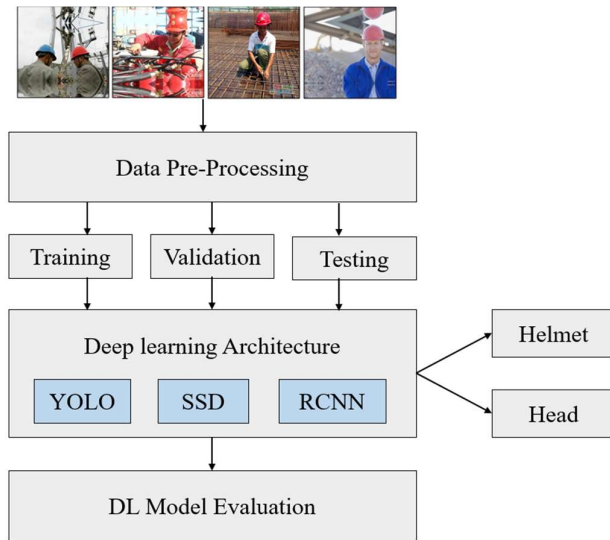 Data Pre-Processing
Training
Validation
Testing
Deep learning Architecture
YOLO
SSD
RCNN
Helmet
Head
DL Model Evaluation